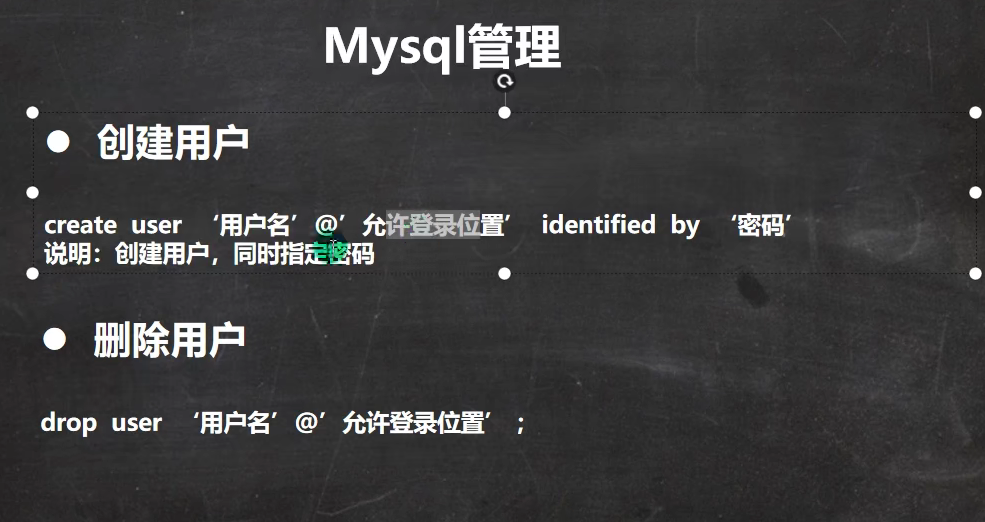 Mysql管理
● 创建用户
create user ‘用户名’@’允许登录位置’ identified by ‘密码’
说明：创建用户，同时指定密码
● 删除用户
drop user ‘用户名’@’允许登录位置’ ；